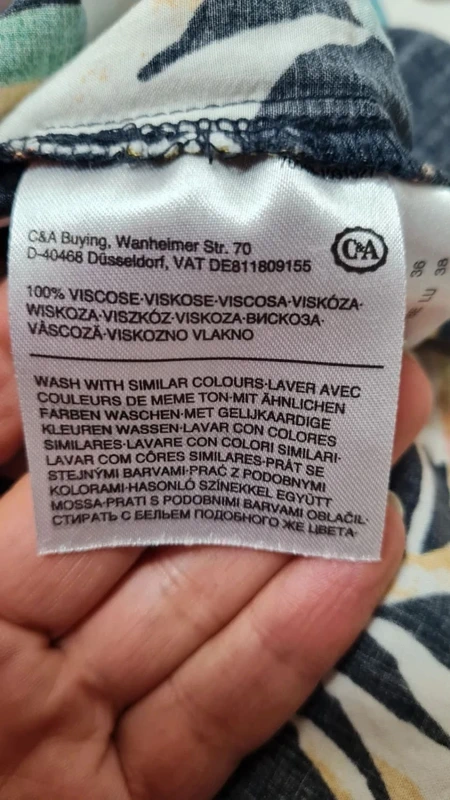 C&A Buying, Wanheimer Str. 70
D-40468 Düsseldorf, VAT DE811809155
C&A
100% VISCOSE·VISKOSE·VISCOSA·VISKÓZA·
WISKOZA·VISZKÓZ·VISKOZA·ВИСКОЗА·
VÂSCOZĂ·VISKOZNO VLAKNO
WASH WITH SIMILAR COLOURS·LAVER AVEC
COULEURS DE MEME TON·MIT ÄHNLICHEN
FARBEN WASCHEN·MET GELIJKAARDIGE
KLEUREN WASSEN·LAVAR CON COLORES
SIMILARES·LAVARE CON COLORI SIMILARI·
LAVAR COM CÔRES SIMILARES·PRÁT SE
STEJNÝMI BARVAMI·PRAĆ Z PODOBNYMI
KOLORAMI·HASONLÓ SZÍNEKKEL EGYÜTT
MOSSA·PRATI S PODOBNIMI BARVAMI OBLAČIL·
СТИРАТЬ С БЕЛЬЕМ ПОДОБНОГО ЖЕ ЦВЕТА·
38
LU 38